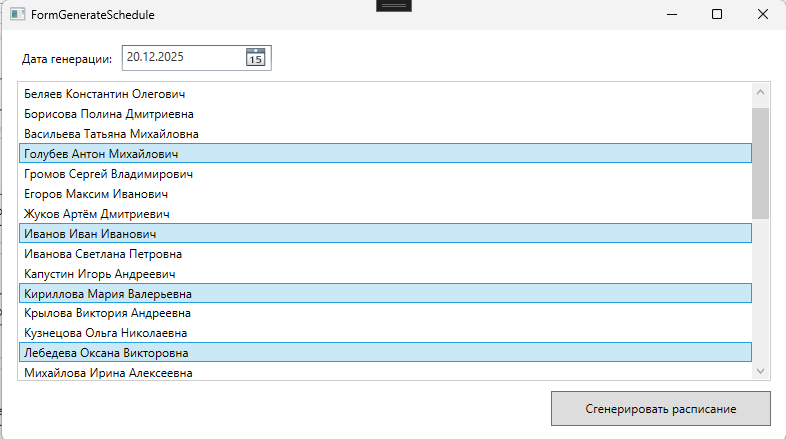 FormGenerateSchedule
Дата генерации: 20.12.2025 15
Беляев Константин Олегович
Борисова Полина Дмитриевна
Васильева Татьяна Михайловна
Голубев Антон Михайлович
Громов Сергей Владимирович
Егоров Максим Иванович
Жуков Артём Дмитриевич
Иванов Иван Иванович
Иванова Светлана Петровна
Капустин Игорь Андреевич
Кириллова Мария Валерьевна
Крылова Виктория Андреевна
Кузнецова Ольга Николаевна
Лебедева Оксана Викторовна
Михайлова Ирина Алексеевна
Сгенерировать расписание